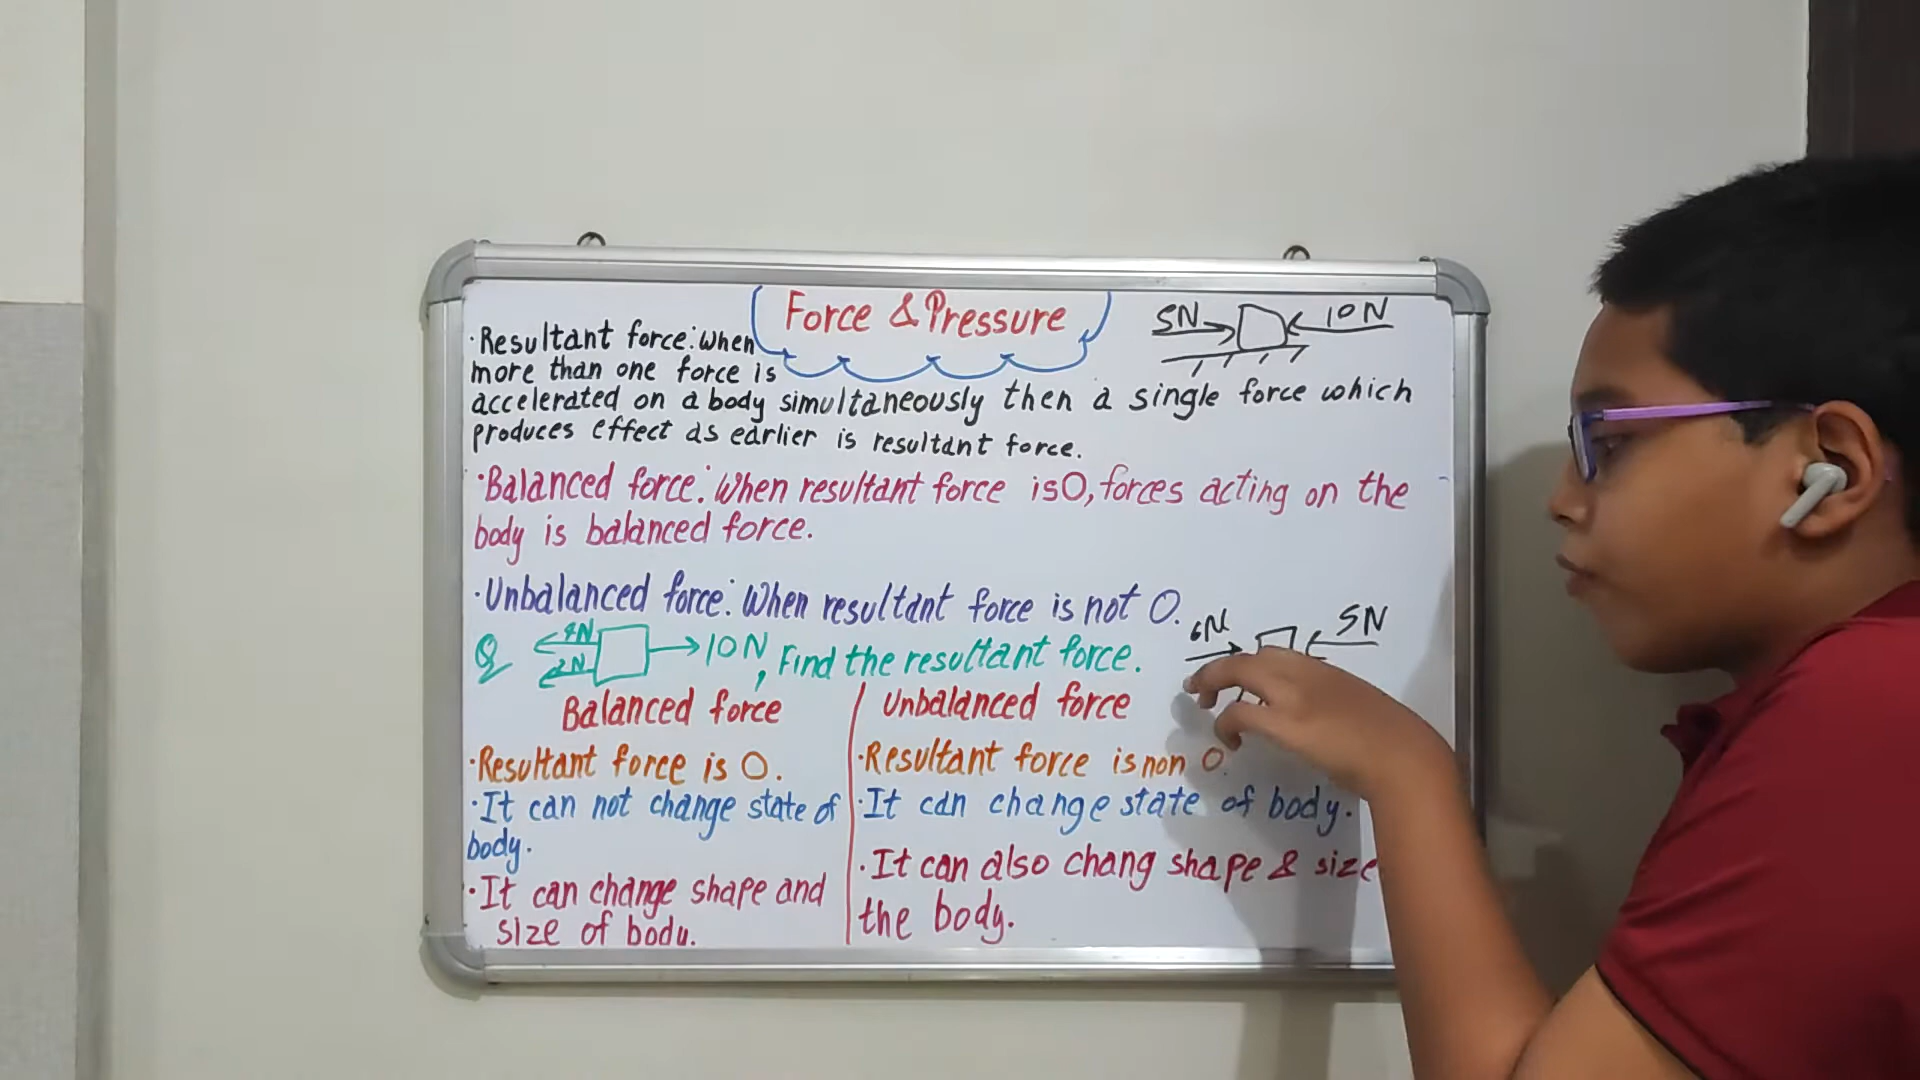 Force & Pressure
5N 10N
·Resultant force: When
more than one force is
accelerated on a body simultaneously then a single force which
produces effect as earlier is resultant force.
·Balanced force: When resultant force is 0, forces acting on the
body is balanced force.
·Unbalanced force: When resultant force is not 0.
6N 5N
Q 2N 10N, Find the resultant force.
Balanced force
·Resultant force is 0.
·It can not change state of
body.
·It can change shape and
size of body.
Unbalanced force
·Resultant force is non 0.
·It can change state of body.
·It can also chang shape & size
the body.